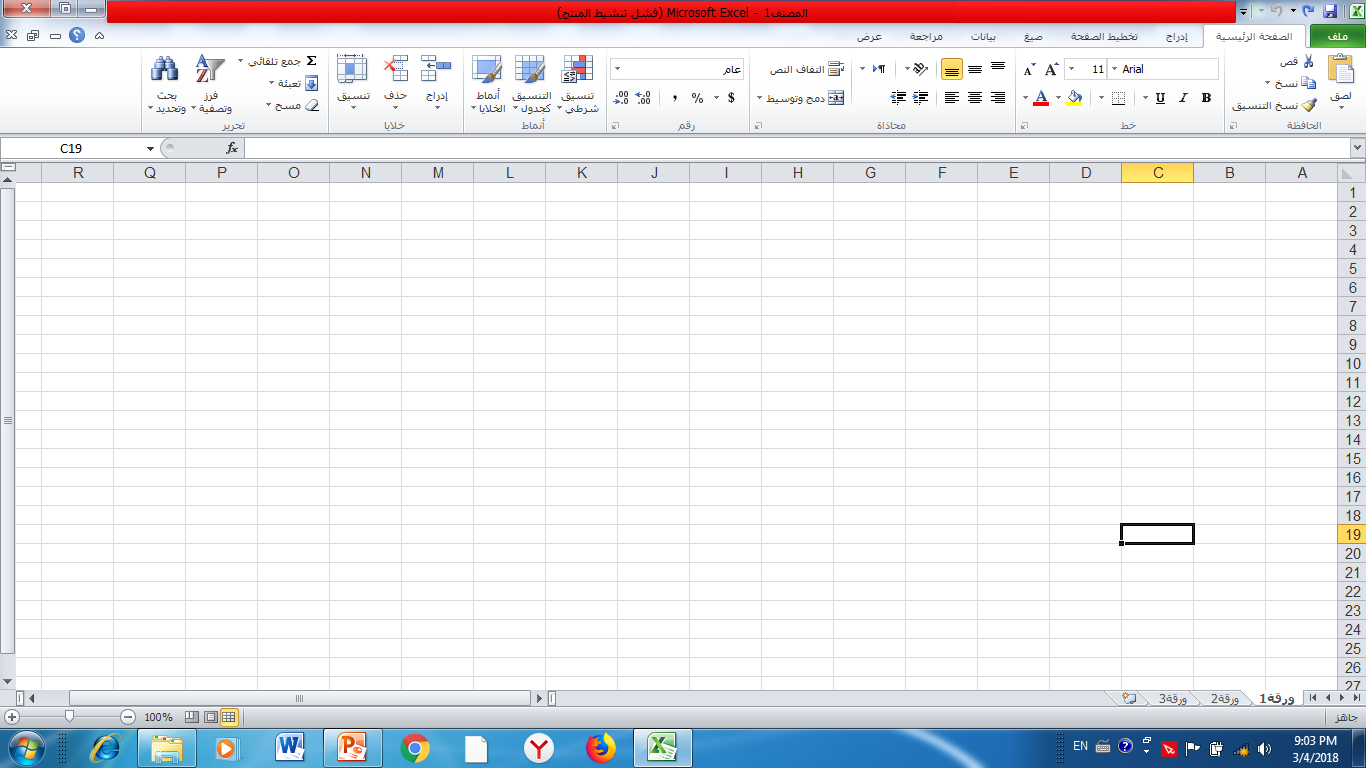 المصنف1 - Microsoft Excel (فشل تنشيط المنتج)
ملف الصفحة الرئيسية إدراج تخطيط الصفحة صيغ بيانات مراجعة عرض
لصق
قص
نسخ
نسخ التنسيق
الحافظة
Arial 11
B I U
خط
التفاف النص
دمج وتوسيط
محاذاة
عام
$ % ,
رقم
تنسيق شرطي
التنسيق كجدول
أنماط الخلايا
أنماط
إدراج
حذف
تنسيق
خلايا
Σ جمع تلقائي
تعبئة
مسح
فرز وتصفية
بحث وتحديد
تحرير
C19 fx
A B C D E F G H I J K L M N O P Q R
1
2
3
4
5
6
7
8
9
10
11
12
13
14
15
16
17
18
19
20
21
22
23
24
25
26
27
ورقة1 ورقة2 ورقة3
جاهز
100%
EN
9:03 PM
3/4/2018